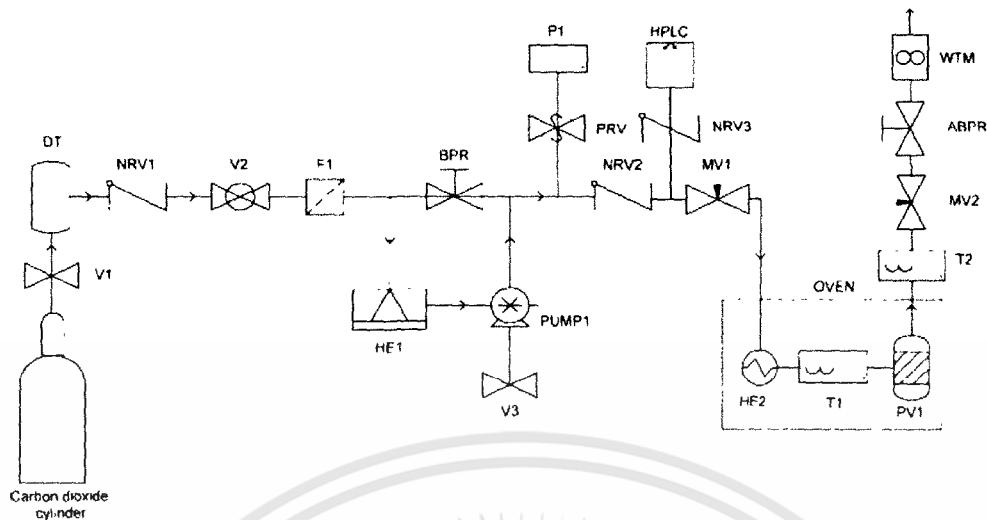 P1
HPLC
WTM
DT
PRV
NRV3
ABPR
NRV1
V2
F1
BPR
NRV2
MV1
MV2
V1
T2
OVEN
PUMP1
HE1
V3
HE2
T1
PV1
Carbon dioxide
cylinder